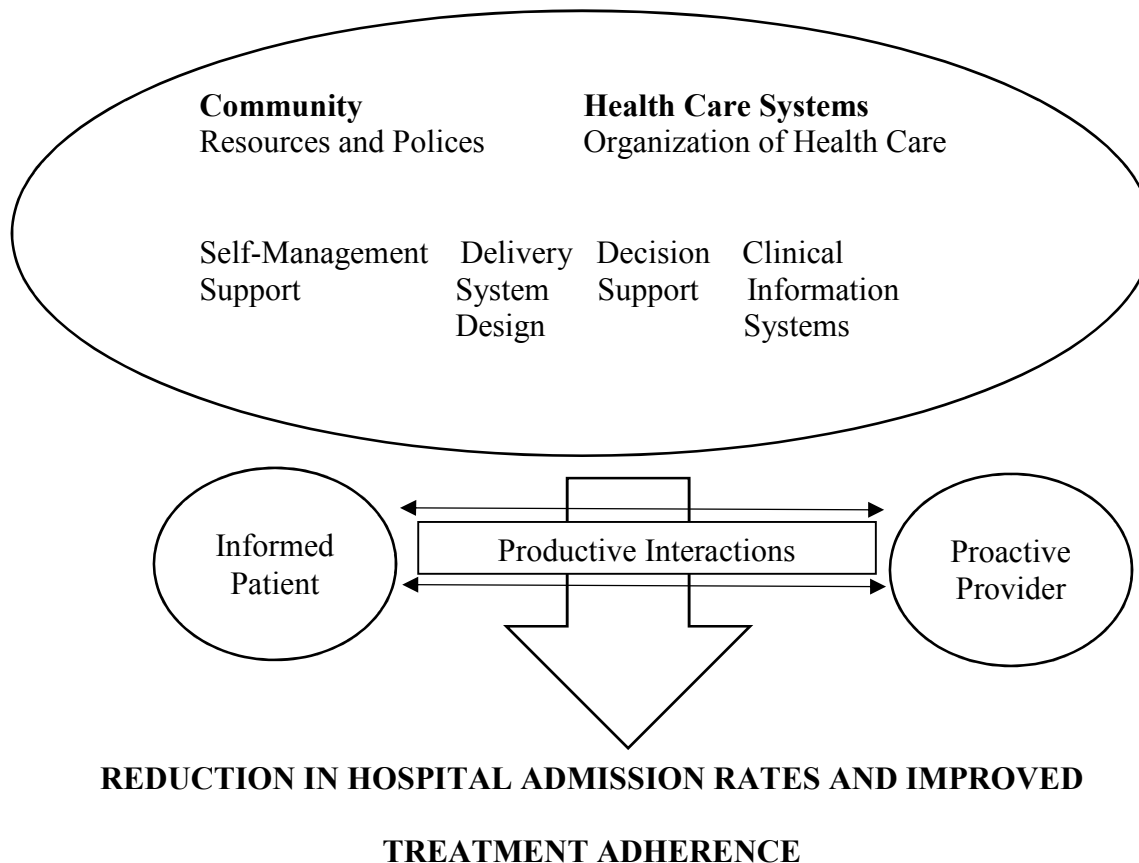 Community
Resources and Polices
Health Care Systems
Organization of Health Care
Self-Management
Support
Delivery
System
Design
Decision
Support
Clinical
Information
Systems
Informed
Patient
Productive Interactions
Proactive
Provider
REDUCTION IN HOSPITAL ADMISSION RATES AND IMPROVED
TREATMENT ADHERENCE